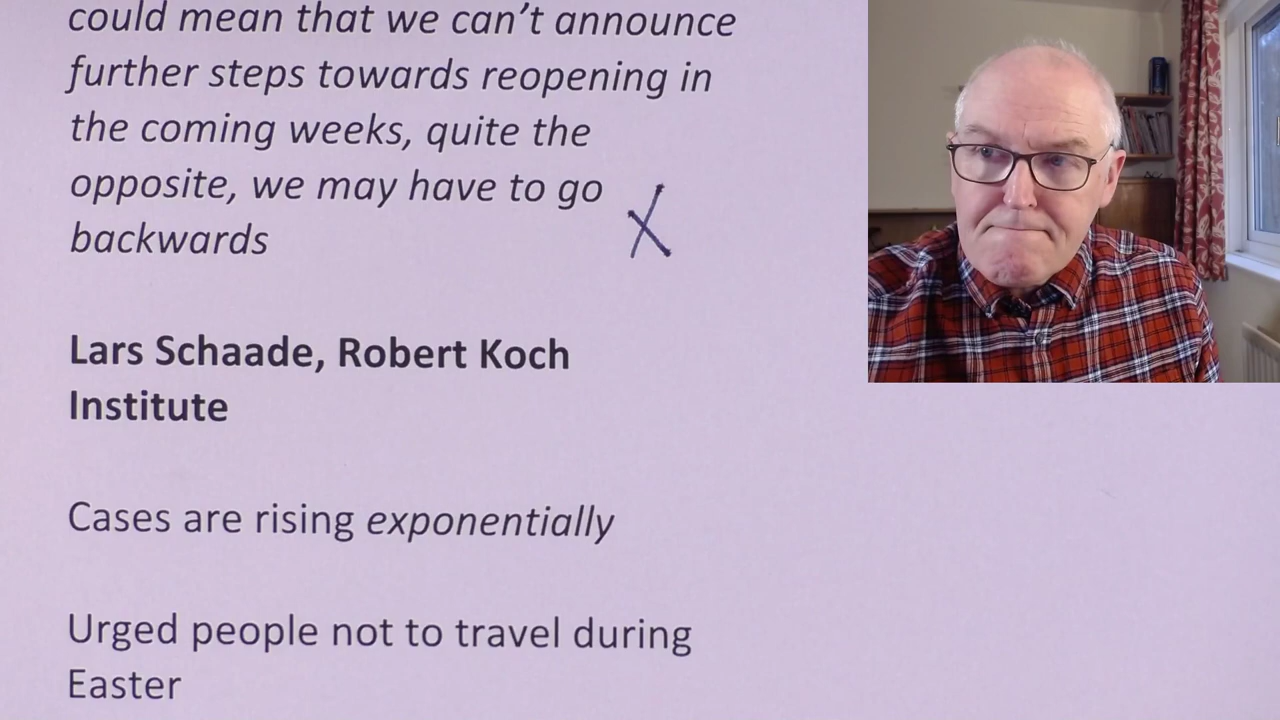 could mean that we can’t announce
further steps towards reopening in
the coming weeks, quite the
opposite, we may have to go
backwards
Lars Schaade, Robert Koch
Institute
Cases are rising exponentially
Urged people not to travel during
Easter